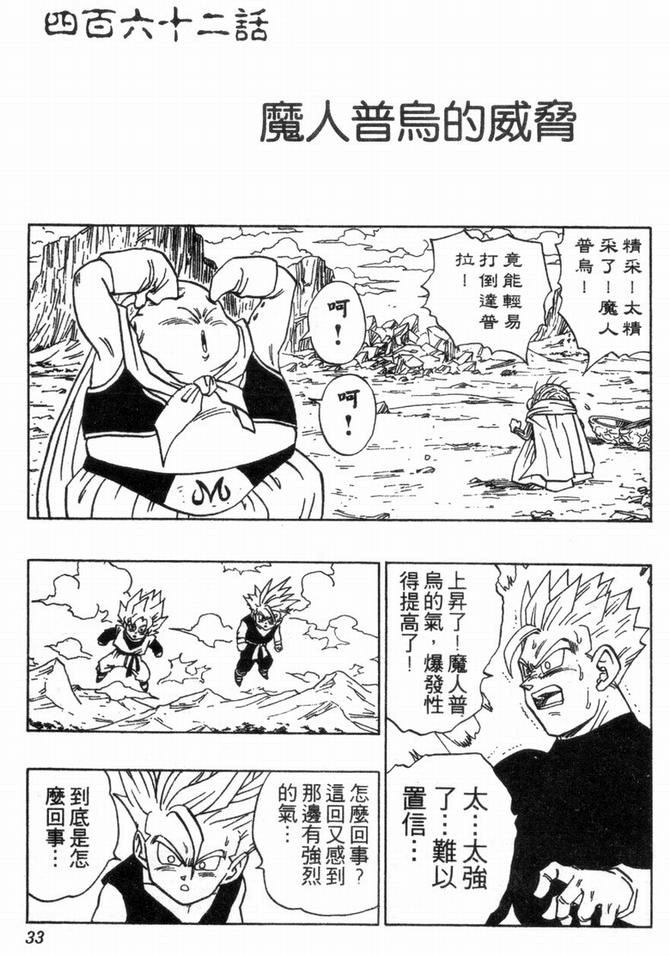 四百六十二話
魔人普烏的威脅
精采！太精
采了！魔人
普烏！
竟能輕易
打倒達普
拉！
呵！
呵！
M
上昇了！魔人普
烏的氣，爆發性
得提高了！
太…太強
了…難以
置信…
怎麼回事？
這回又感到
那邊有強烈
的氣…
到底是怎
麼回事…
33